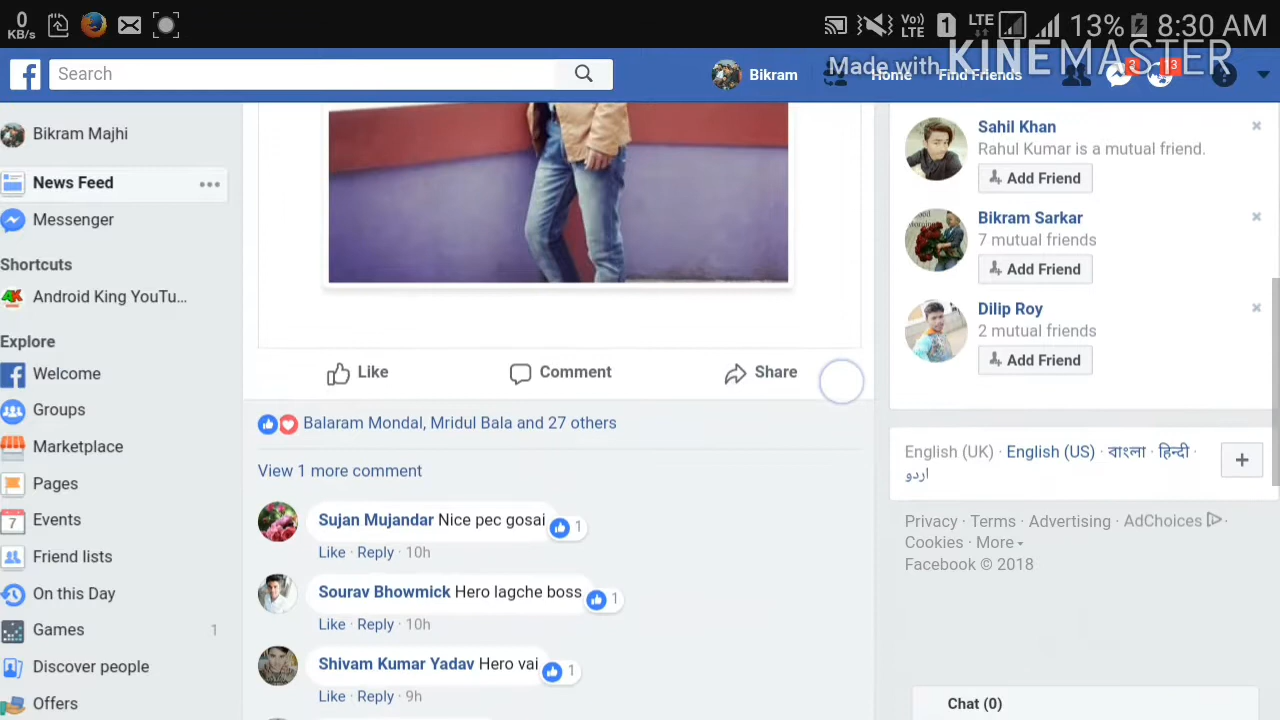 0
KB/s
Vo))
LTE
1
LTE
13%
8:30 AM
Made with KINEMASTER
Search
Bikram
Home
Find Friends
3
13
Bikram Majhi
News Feed
Messenger
Shortcuts
Android King YouTu...
Explore
Welcome
Groups
Marketplace
Pages
7
Events
Friend lists
On this Day
Games 1
Discover people
Offers
Like
Comment
Share
Balaram Mondal, Mridul Bala and 27 others
View 1 more comment
Sujan Mujandar Nice pec gosai
1
Like · Reply · 10h
Sourav Bhowmick Hero lagche boss
1
Like · Reply · 10h
Shivam Kumar Yadav Hero vai
1
Like · Reply · 9h
Sahil Khan
Rahul Kumar is a mutual friend.
Add Friend
Bikram Sarkar
7 mutual friends
Add Friend
Dilip Roy
2 mutual friends
Add Friend
English (UK) · English (US) · বাংলা · हिन्दी ·
اردو
Privacy · Terms · Advertising · AdChoices ·
Cookies · More
Facebook © 2018
Chat (0)